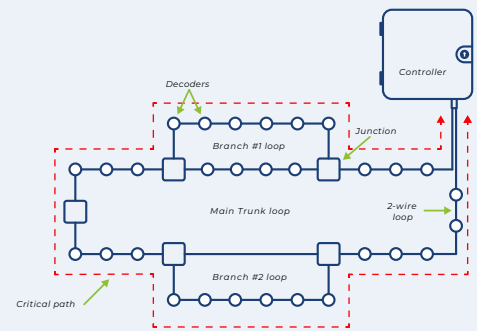 Controller
Decoders
Junction
Branch #1 loop
2-wire
loop
Main Trunk loop
Branch #2 loop
Critical path